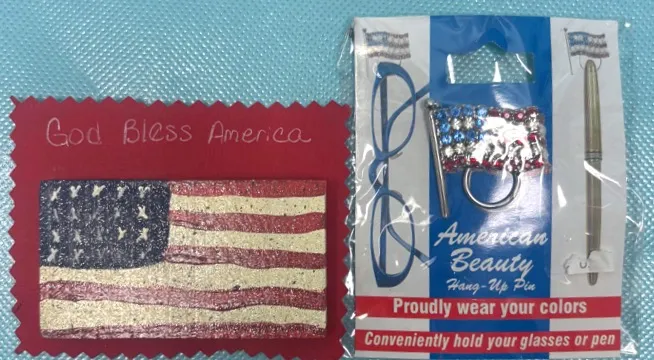 God Bless America
American
Beauty
Hang-Up Pin
Proudly wear your colors
Conveniently hold your glasses or pen